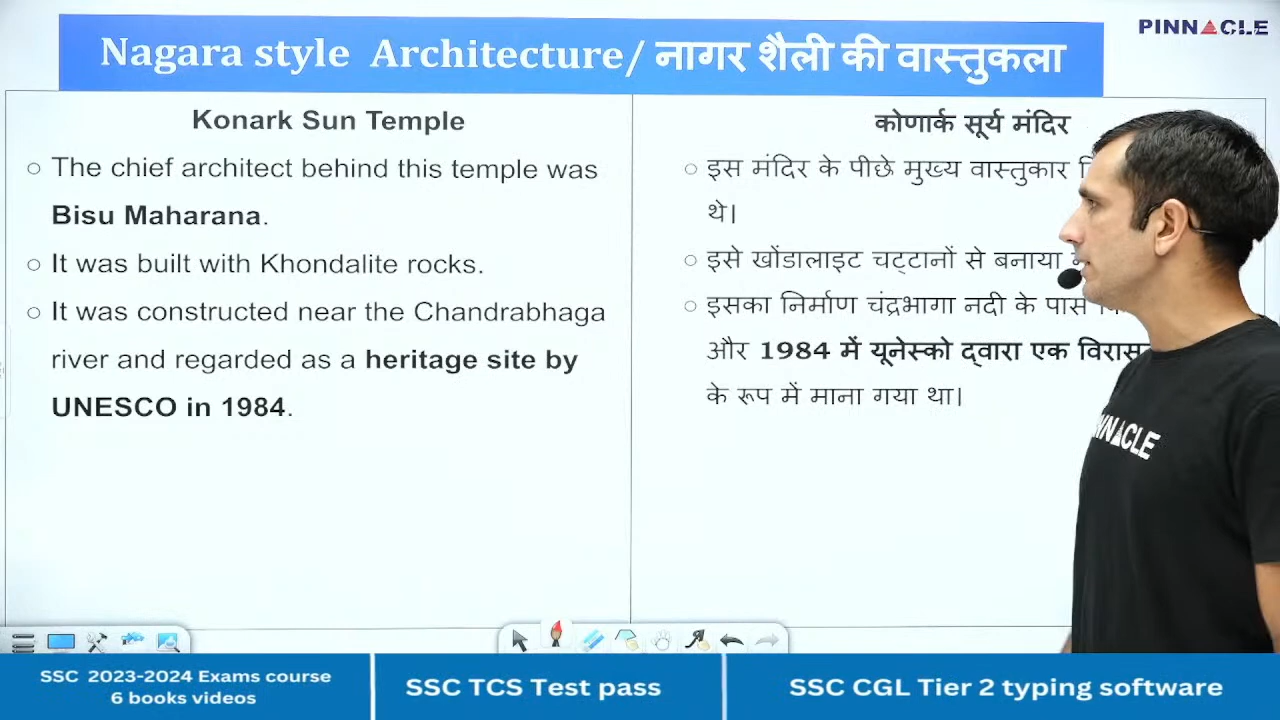 PINNACLE
Nagara style Architecture/ नागर शैली की वास्तुकला
Konark Sun Temple
○ The chief architect behind this temple was
Bisu Maharana.
○ It was built with Khondalite rocks.
○ It was constructed near the Chandrabhaga
river and regarded as a heritage site by
UNESCO in 1984.
कोणार्क सूर्य मंदिर
○ इस मंदिर के पीछे मुख्य वास्तुकार
थे।
○ इसे खोंडालाइट चट्टानों से बनाया
○ इसका निर्माण चंद्रभागा नदी के पास
और 1984 में यूनेस्को द्वारा एक
के रूप में माना गया था।
PINNACLE
SSC 2023-2024 Exams course
6 books videos
SSC TCS Test pass
SSC CGL Tier 2 typing software